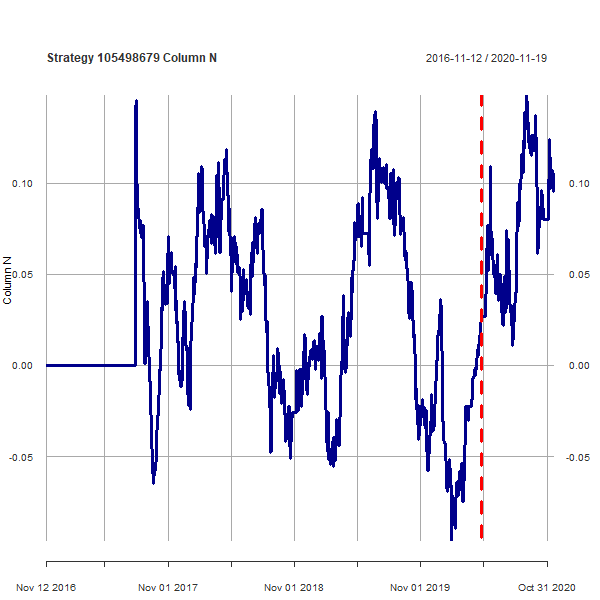 Strategy 105498679 Column N
2016-11-12 / 2020-11-19
Column N
0.10
0.05
0.00
-0.05
0.10
0.05
0.00
-0.05
Nov 12 2016
Nov 01 2017
Nov 01 2018
Nov 01 2019
Oct 31 2020